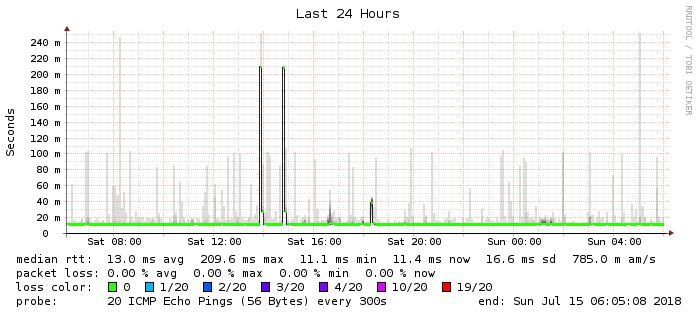 Last 24 Hours
RRDTOOL / TOBI OETIKER
Seconds
240 m
220 m
200 m
180 m
160 m
140 m
120 m
100 m
80 m
60 m
40 m
20 m
0
Sat 08:00 Sat 12:00 Sat 16:00 Sat 20:00 Sun 00:00 Sun 04:00
median rtt: 13.0 ms avg 209.6 ms max 11.1 ms min 11.4 ms now 16.6 ms sd 785.0 m am/s
packet loss: 0.00 % avg 0.00 % max 0.00 % min 0.00 % now
loss color: 0 1/20 2/20 3/20 4/20 10/20 19/20
probe: 20 ICMP Echo Pings (56 Bytes) every 300s end: Sun Jul 15 06:05:08 2018